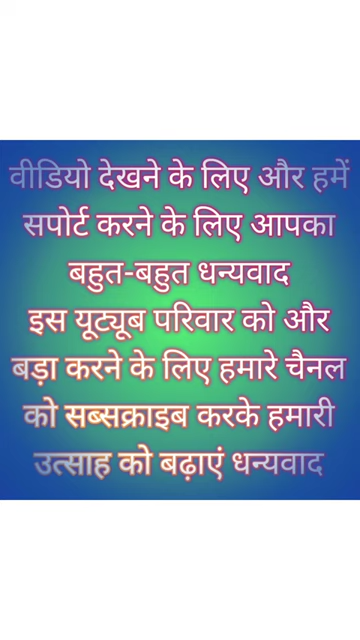 वीडियो देखने के लिए और हमें
सपोर्ट करने के लिए आपका
बहुत-बहुत धन्यवाद
इस यूट्यूब परिवार को और
बड़ा करने के लिए हमारे चैनल
को सब्सक्राइब करके हमारी
उत्साह को बढ़ाएं धन्यवाद